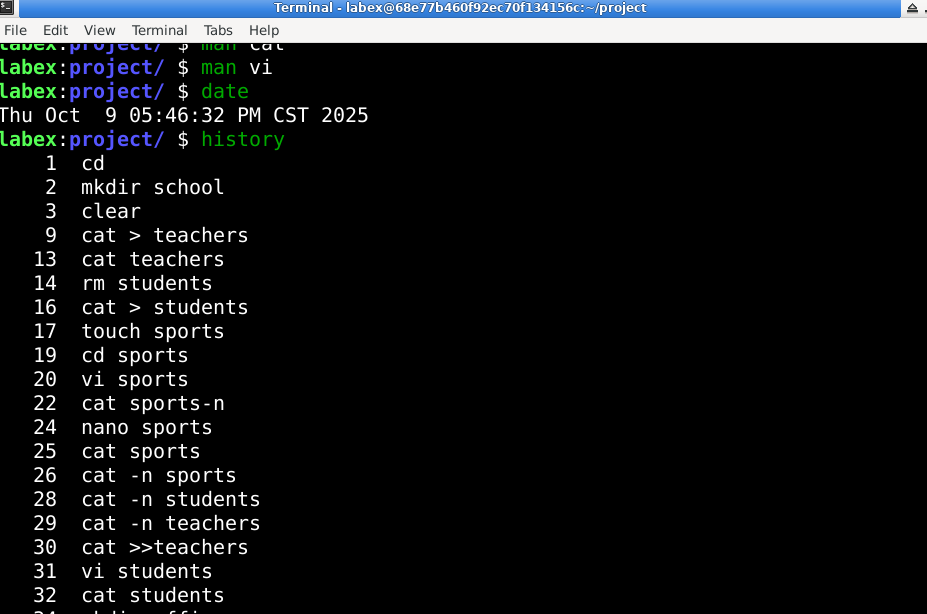 Terminal - labex@68e77b460f92ec70f134156c:~/project
File Edit View Terminal Tabs Help
labex:project/ $ man cat
labex:project/ $ man vi
labex:project/ $ date
Thu Oct  9 05:46:32 PM CST 2025
labex:project/ $ history
1  cd
2  mkdir school
3  clear
9  cat > teachers
13  cat teachers
14  rm students
16  cat > students
17  touch sports
19  cd sports
20  vi sports
22  cat sports-n
24  nano sports
25  cat sports
26  cat -n sports
28  cat -n students
29  cat -n teachers
30  cat >>teachers
31  vi students
32  cat students